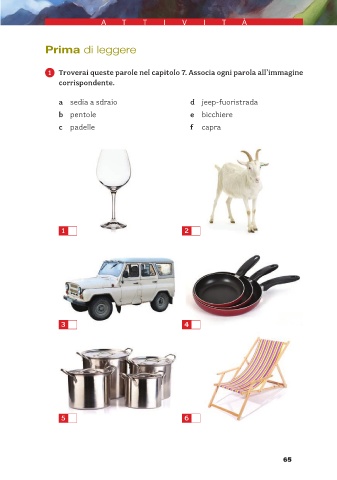 ATTIVITÀ
Prima di leggere
1 Troverai queste parole nel capitolo 7. Associa ogni parola all'immagine
corrispondente.
a sedia a sdraio
b pentole
c padelle
d jeep-fuoristrada
e bicchiere
f capra
1
2
3
4
5
6
65